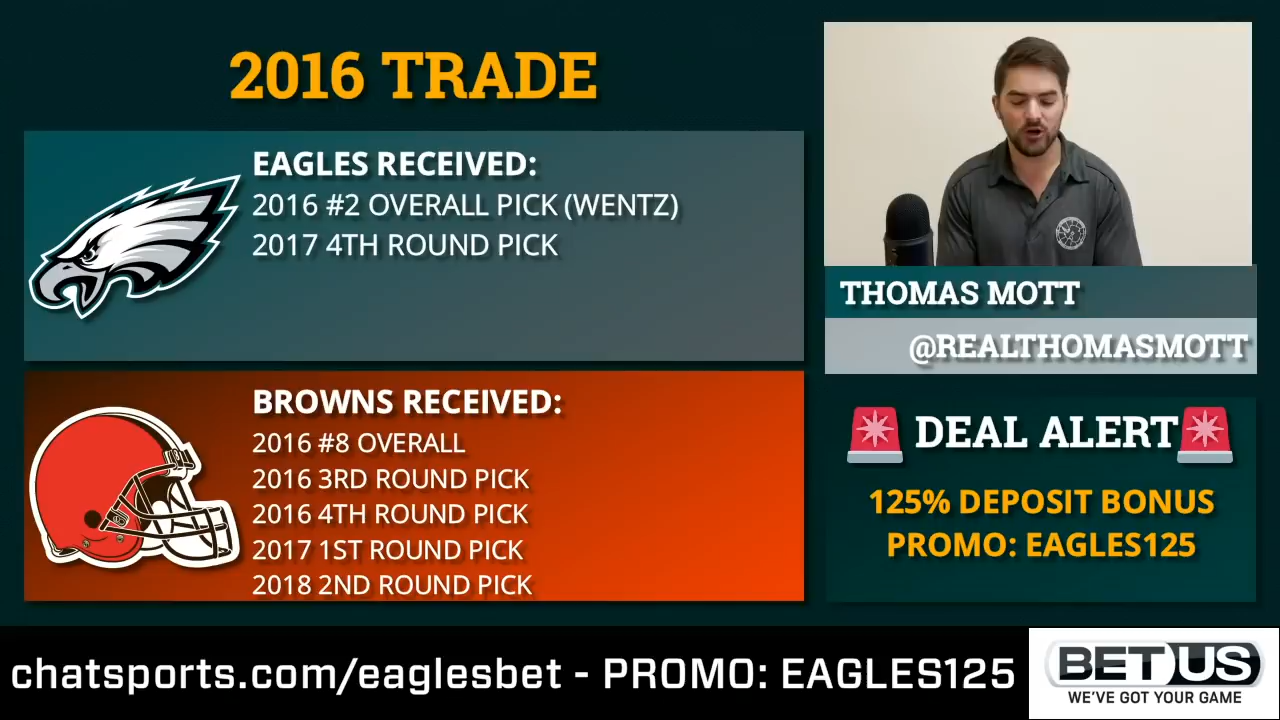 2016 TRADE
EAGLES RECEIVED:
2016 #2 OVERALL PICK (WENTZ)
2017 4TH ROUND PICK
BROWNS RECEIVED:
2016 #8 OVERALL
2016 3RD ROUND PICK
2016 4TH ROUND PICK
2017 1ST ROUND PICK
2018 2ND ROUND PICK
THOMAS MOTT
@REALTHOMASMOTT
DEAL ALERT
125% DEPOSIT BONUS
PROMO: EAGLES125
chatsports.com/eaglesbet - PROMO: EAGLES125
BETUS
WE'VE GOT YOUR GAME